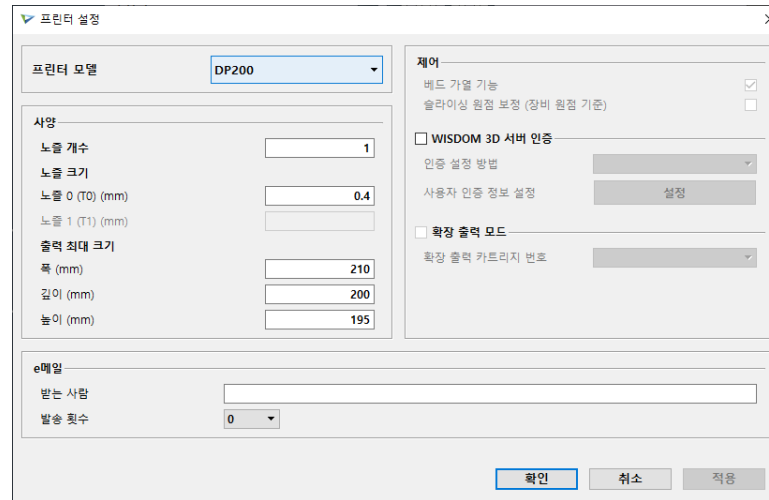 프린터 설정
프린터 모델 DP200
사양
노즐 개수 1
노즐 크기
노즐 0 (T0) (mm) 0.4
노즐 1 (T1) (mm)
출력 최대 크기
폭 (mm) 210
깊이 (mm) 200
높이 (mm) 195
제어
베드 가열 기능
슬라이싱 원점 보정 (장비 원점 기준)
WISDOM 3D 서버 인증
인증 설정 방법
사용자 인증 정보 설정 설정
확장 출력 모드
확장 출력 카트리지 번호
e메일
받는 사람
발송 횟수 0
확인 취소 적용